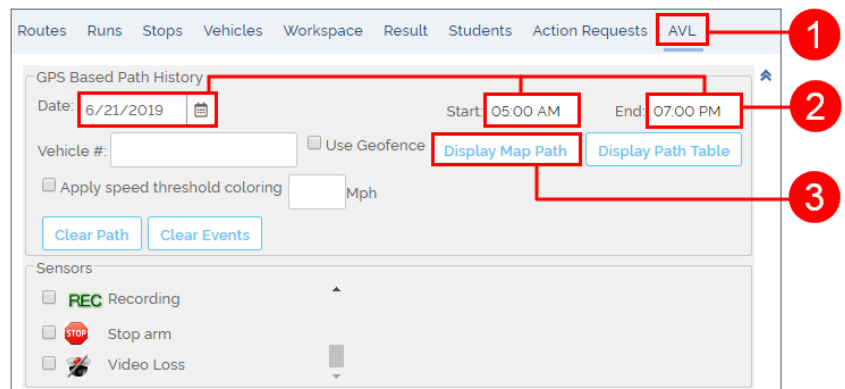 Routes Runs Stops Vehicles Workspace Result Students Action Requests AVL
1
GPS Based Path History
Date: 6/21/2019 Start: 05:00 AM End: 07:00 PM
2
Vehicle #: Use Geofence Display Map Path Display Path Table
Apply speed threshold coloring Mph
3
Clear Path Clear Events
Sensors
REC Recording
STOP Stop arm
Video Loss